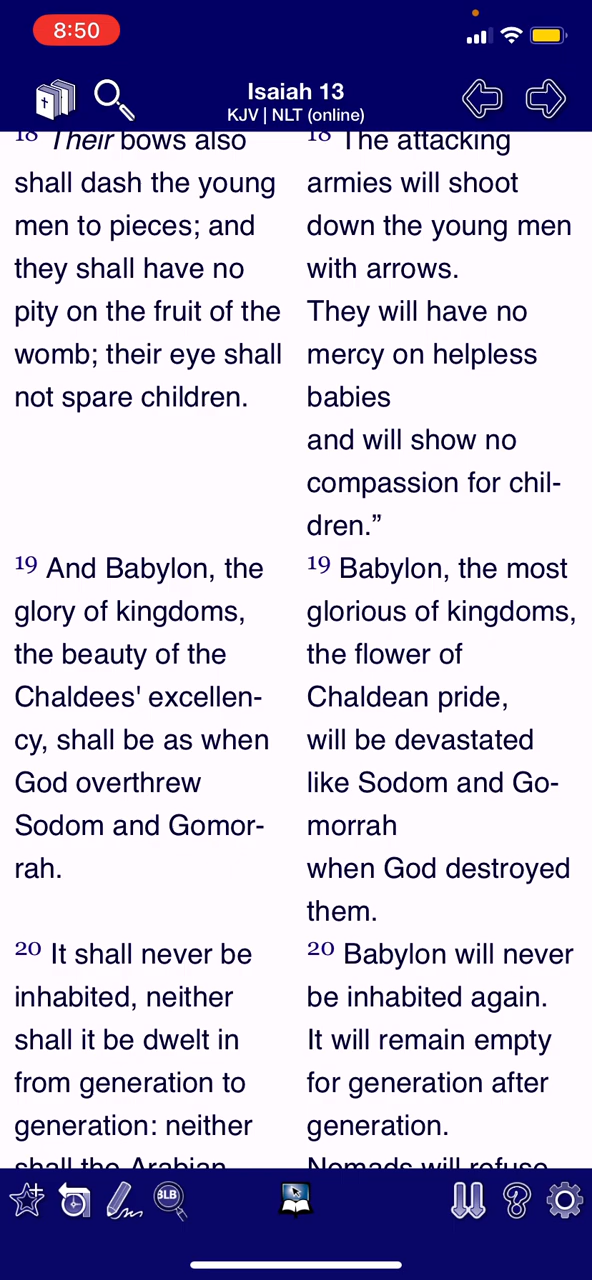 8:50
Isaiah 13
KJV | NLT (online)
18 Their bows also
shall dash the young
men to pieces; and
they shall have no
pity on the fruit of the
womb; their eye shall
not spare children.
18 The attacking
armies will shoot
down the young men
with arrows.
They will have no
mercy on helpless
babies
and will show no
compassion for chil-
dren.”
19 And Babylon, the
glory of kingdoms,
the beauty of the
Chaldees' excellen-
cy, shall be as when
God overthrew
Sodom and Gomor-
rah.
19 Babylon, the most
glorious of kingdoms,
the flower of
Chaldean pride,
will be devastated
like Sodom and Go-
morrah
when God destroyed
them.
20 It shall never be
inhabited, neither
shall it be dwelt in
from generation to
generation: neither
shall the Arabian
20 Babylon will never
be inhabited again.
It will remain empty
for generation after
generation.
Nomads will refuse
BLB